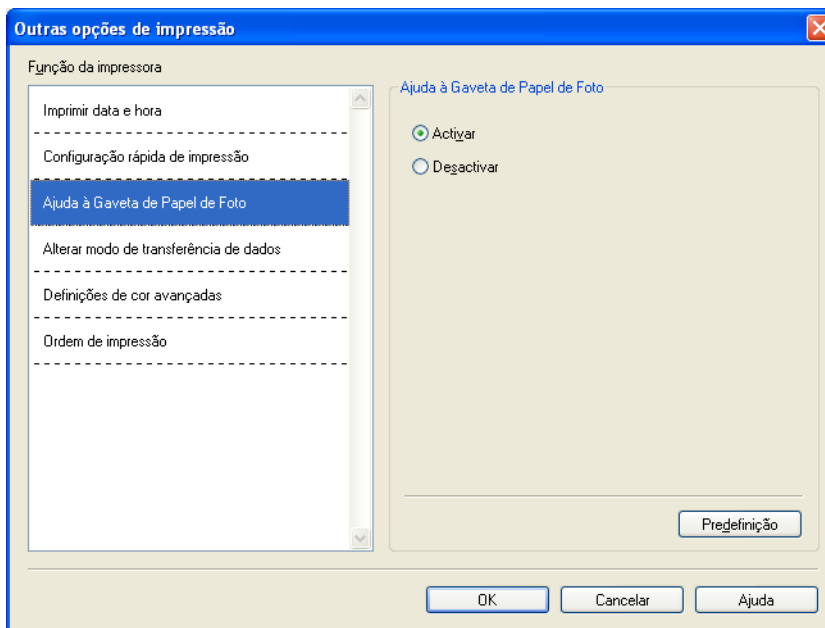 Outras opções de impressão
Função da impressora
Imprimir data e hora
Configuração rápida de impressão
Ajuda à Gaveta de Papel de Foto
Alterar modo de transferência de dados
Definições de cor avançadas
Ordem de impressão
Ajuda à Gaveta de Papel de Foto
Activar
Desactivar
Predefinição
OK
Cancelar
Ajuda